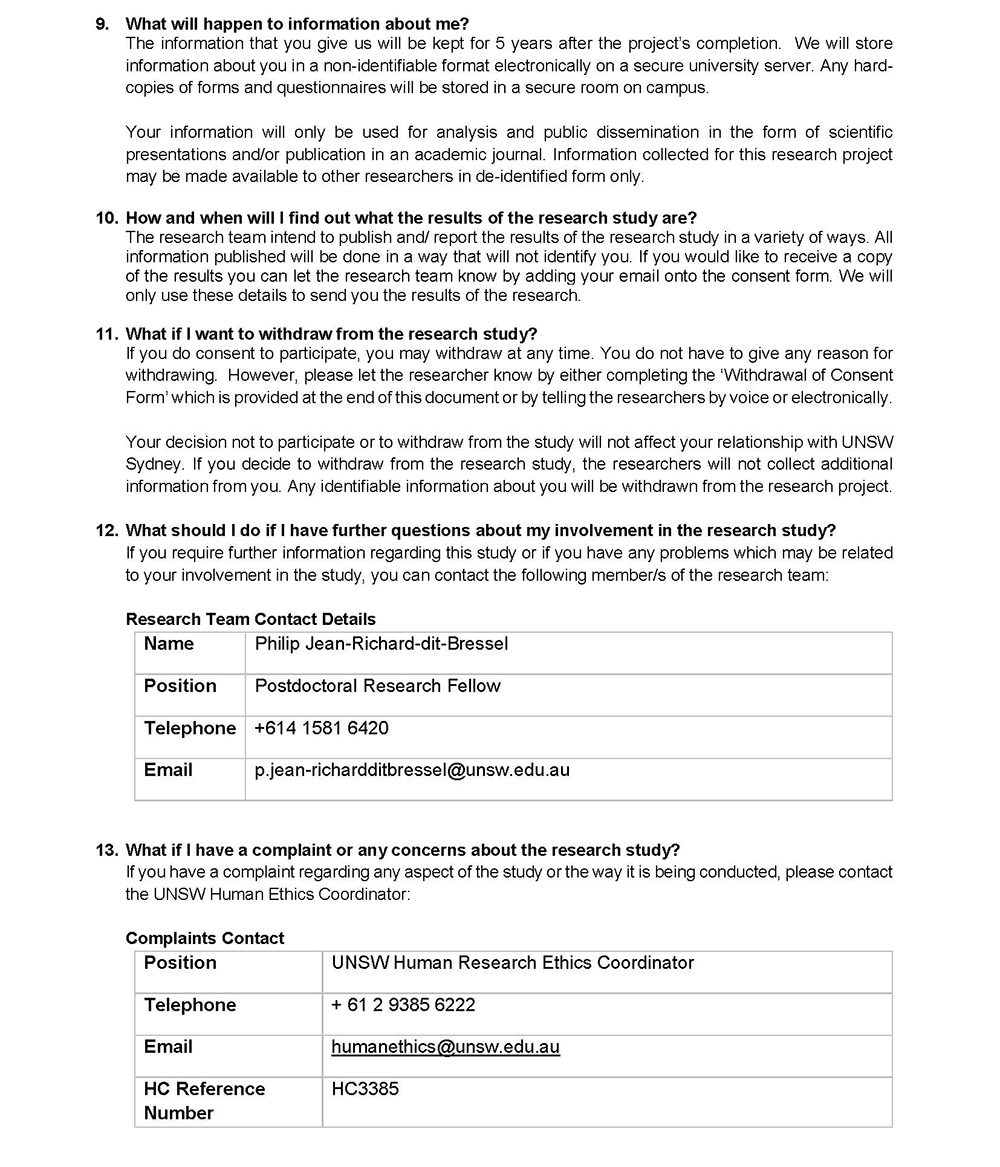 9. What will happen to information about me?
The information that you give us will be kept for 5 years after the project's completion.  We will store
information about you in a non-identifiable format electronically on a secure university server. Any hard-
copies of forms and questionnaires will be stored in a secure room on campus.
Your information will only be used for analysis and public dissemination in the form of scientific
presentations and/or publication in an academic journal. Information collected for this research project
may be made available to other researchers in de-identified form only.
10. How and when will I find out what the results of the research study are?
The research team intend to publish and/ report the results of the research study in a variety of ways. All
information published will be done in a way that will not identify you. If you would like to receive a copy
of the results you can let the research team know by adding your email onto the consent form. We will
only use these details to send you the results of the research.
11. What if I want to withdraw from the research study?
If you do consent to participate, you may withdraw at any time. You do not have to give any reason for
withdrawing.  However, please let the researcher know by either completing the ‘Withdrawal of Consent
Form’ which is provided at the end of this document or by telling the researchers by voice or electronically.
Your decision not to participate or to withdraw from the study will not affect your relationship with UNSW
Sydney. If you decide to withdraw from the research study, the researchers will not collect additional
information from you. Any identifiable information about you will be withdrawn from the research project.
12. What should I do if I have further questions about my involvement in the research study?
If you require further information regarding this study or if you have any problems which may be related
to your involvement in the study, you can contact the following member/s of the research team:
Research Team Contact Details
Name Philip Jean-Richard-dit-Bressel
Position Postdoctoral Research Fellow
Telephone +614 1581 6420
Email p.jean-richardditbressel@unsw.edu.au
13. What if I have a complaint or any concerns about the research study?
If you have a complaint regarding any aspect of the study or the way it is being conducted, please contact
the UNSW Human Ethics Coordinator:
Complaints Contact
Position UNSW Human Research Ethics Coordinator
Telephone + 61 2 9385 6222
Email humanethics@unsw.edu.au
HC Reference HC3385
Number